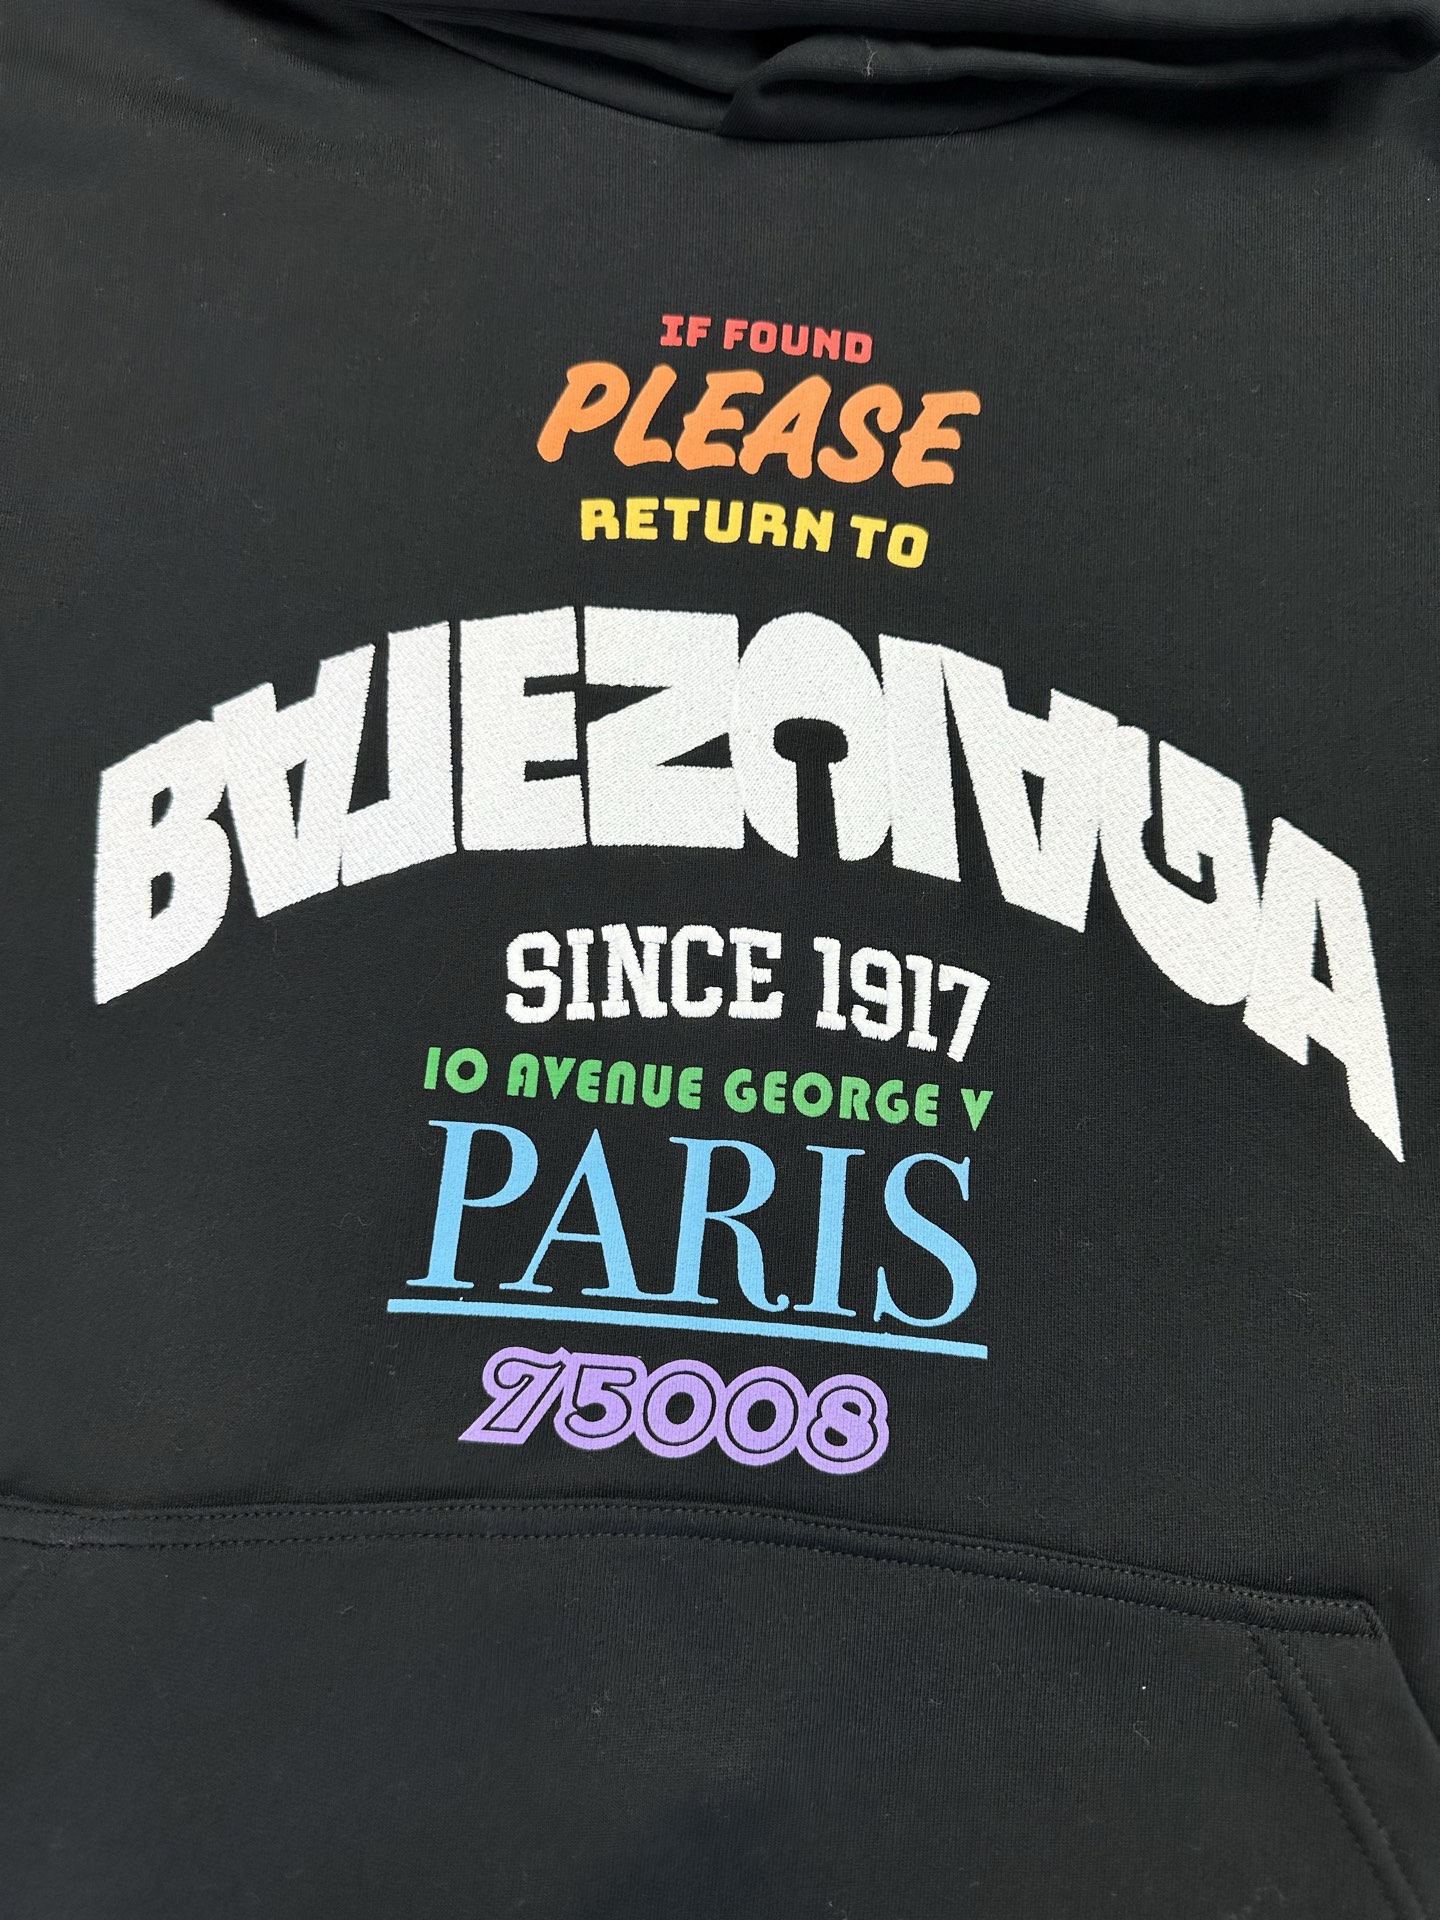 IF FOUND
PLEASE
RETURN TO
BALENCIAGA
SINCE 1917
10 AVENUE GEORGE V
PARIS
75008